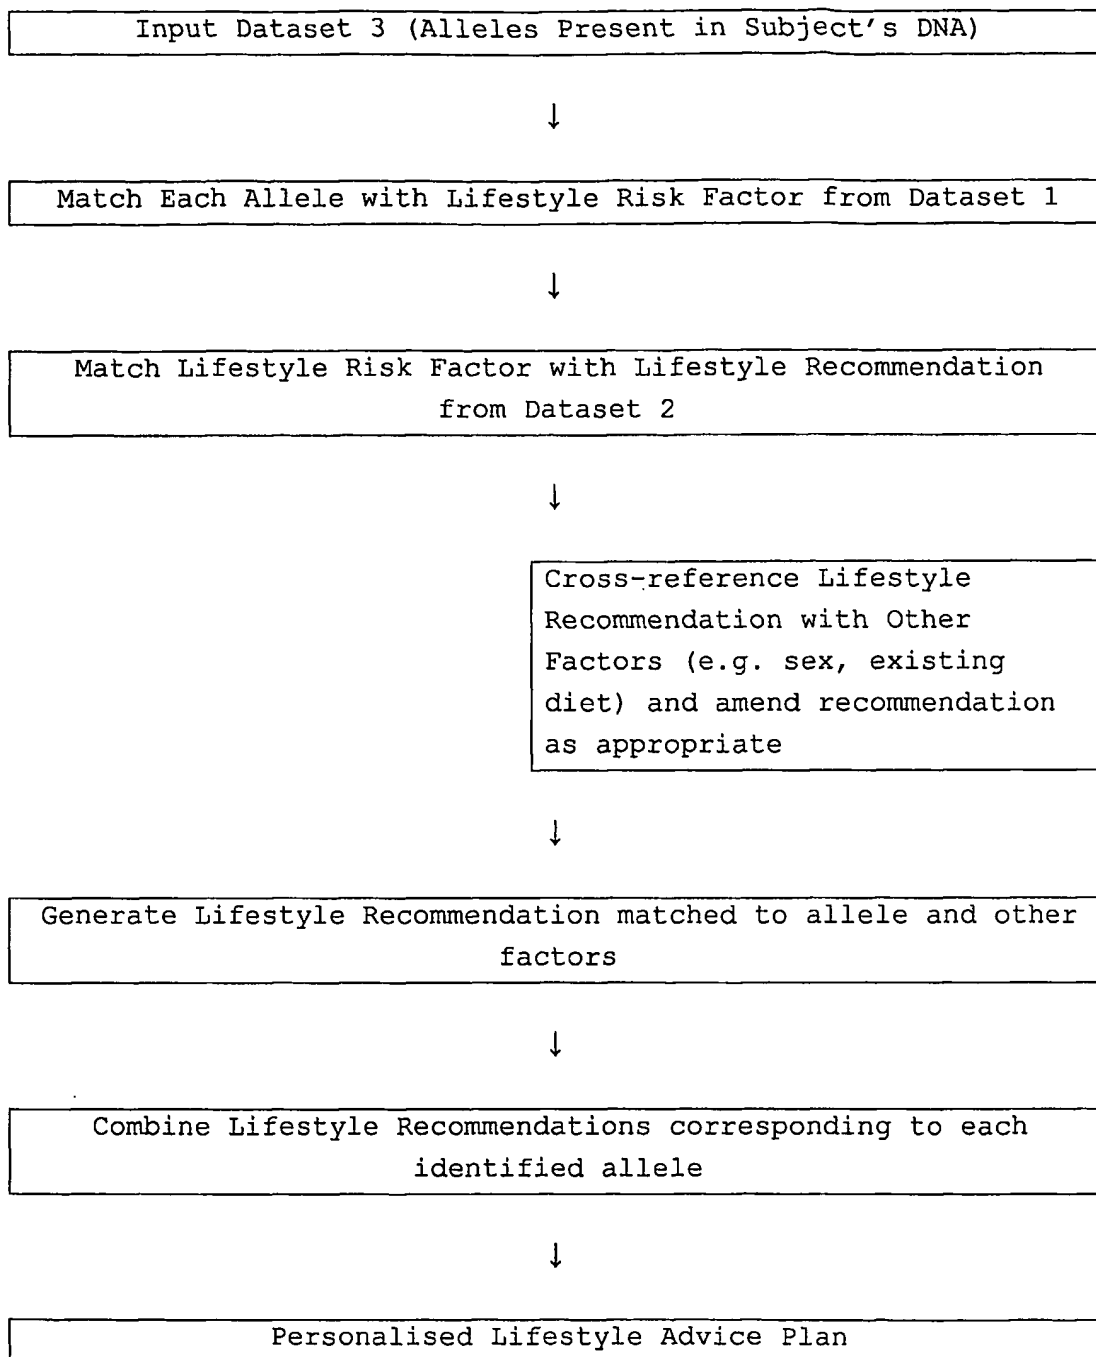 Input Dataset 3 (Alleles Present in Subject's DNA)
↓
Match Each Allele with Lifestyle Risk Factor from Dataset 1
↓
Match Lifestyle Risk Factor with Lifestyle Recommendation
from Dataset 2
↓
Cross-reference Lifestyle
Recommendation with Other
Factors (e.g. sex, existing
diet) and amend recommendation
as appropriate
↓
Generate Lifestyle Recommendation matched to allele and other
factors
↓
Combine Lifestyle Recommendations corresponding to each
identified allele
↓
Personalised Lifestyle Advice Plan